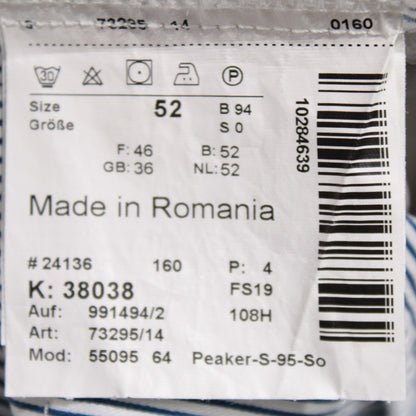 73295 14 0160
30 P
Size 52 B 94
Größe S 0
F: 46 B: 52
GB: 36 NL: 52
Made in Romania
# 24136 160 P: 4
K: 38038 FS19
Auf: 991494/2 108H
Art: 73295/14
Mod: 55095 64 Peaker-S-95-So
10284639